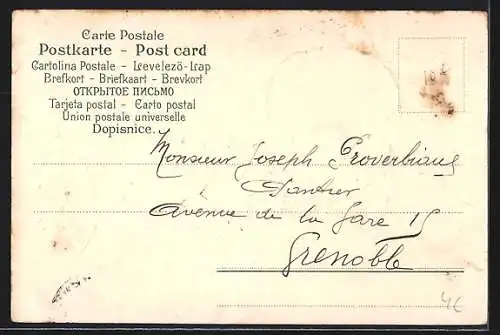 Carte Postale
Postkarte – Post card
Cartolina Postale – Levelezö-Lap
Brefkort – Briefkaart – Brevkort
ОТКРЫТОЕ ПИСЬМО
Tarjeta postal – Carto postal
Union postale universelle
Dopisnice.
Monsieur Joseph
Avenue de la Gare 15
Grenoble